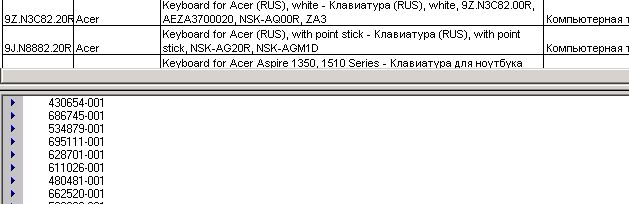 Keyboard for Acer (RUS), white - Клавиатура (RUS), white, 9Z.N3C82.00R,
9Z.N3C82.20R Acer AEZA3700020, NSK-AQ00R, ZA3 Компьютерная т
Keyboard for Acer (RUS), with point stick - Клавиатура (RUS), with point
9J.N8882.20R Acer stick, NSK-AG20R, NSK-AGM1D Компьютерная т
Keyboard for Acer Aspire 1350, 1510 Series - Клавиатура для ноутбука
430654-001
686745-001
534879-001
695111-001
628701-001
611026-001
480481-001
662520-001